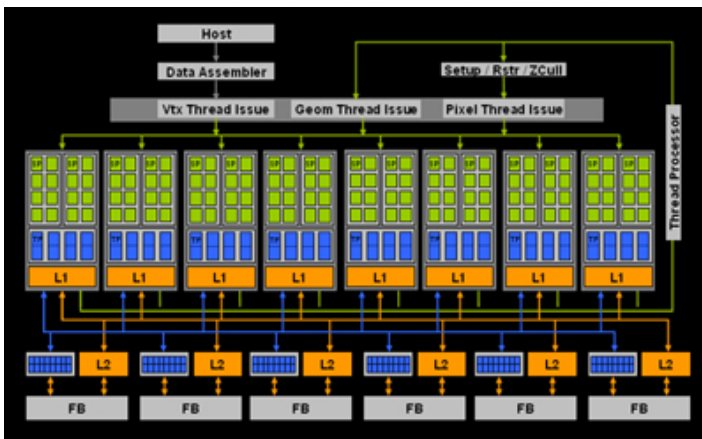 Host
Data Assembler
Setup / Rstr / ZCull
Vtx Thread Issue
Geom Thread Issue
Pixel Thread Issue
Thread Processor
SP SP SP SP SP SP SP SP SP SP SP SP SP SP SP SP
TF TF TF TF TF TF TF TF
L1 L1 L1 L1 L1 L1 L1 L1
L2 L2 L2 L2 L2 L2
FB FB FB FB FB FB